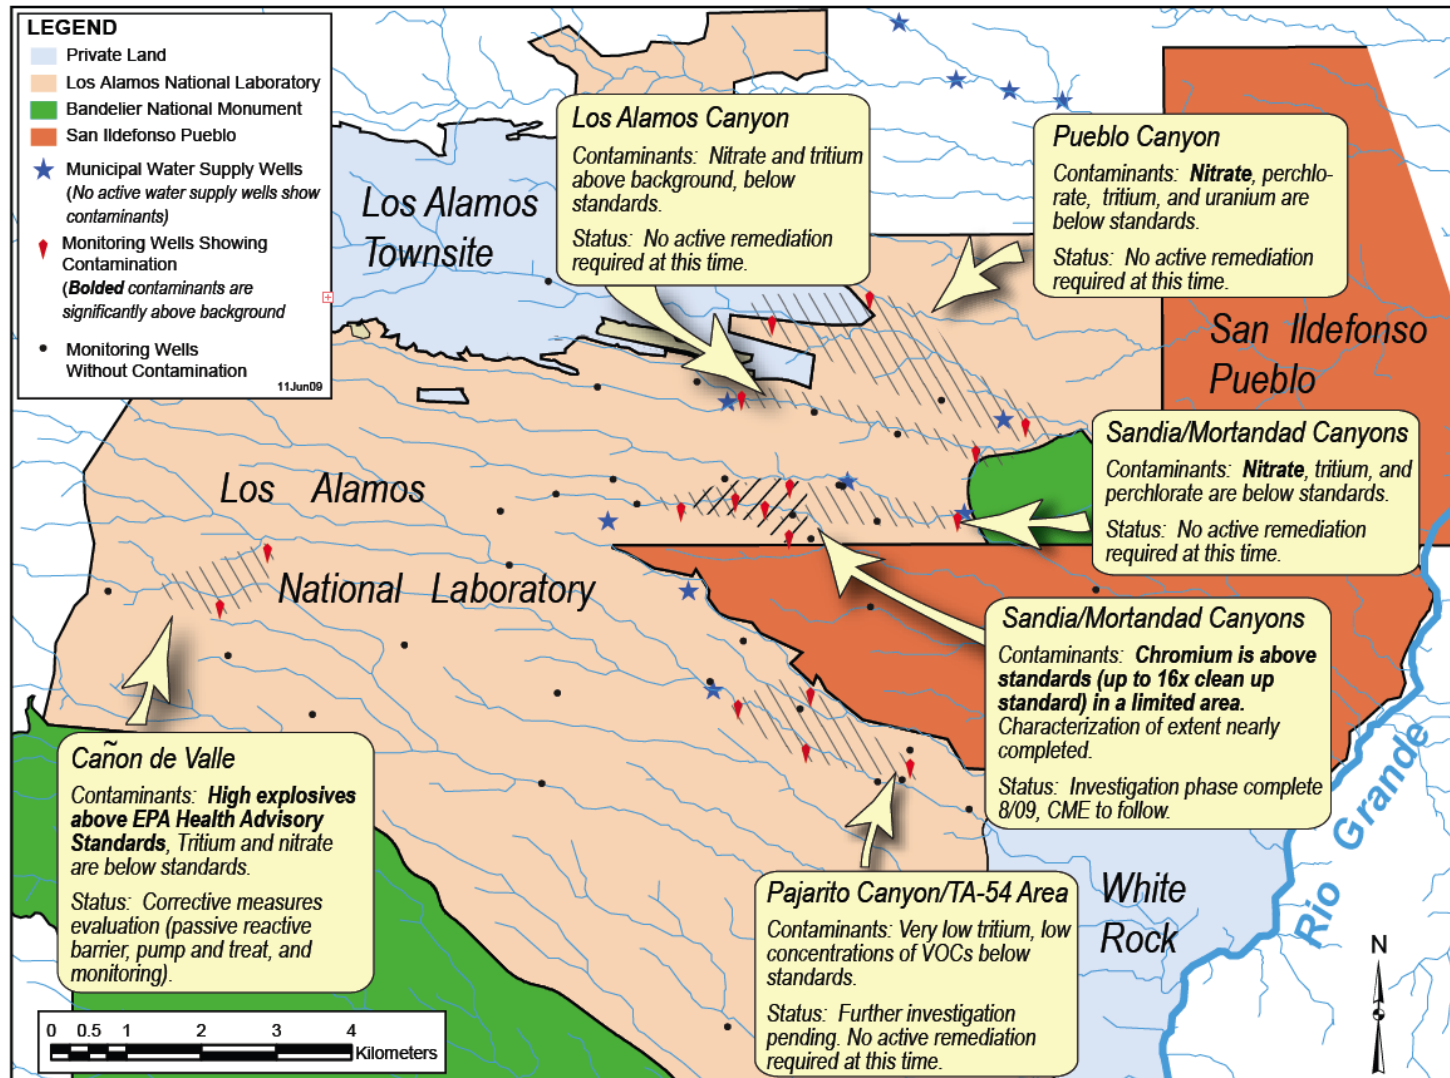 LEGEND
Private Land
Los Alamos National Laboratory
Bandelier National Monument
San Ildefonso Pueblo
Municipal Water Supply Wells
(No active water supply wells show
contaminants)
Monitoring Wells Showing
Contamination
(Bolded contaminants are
significantly above background
Monitoring Wells
Without Contamination
11Jun09
Los Alamos
Townsite
Los Alamos Canyon
Contaminants: Nitrate and tritium
above background, below
standards.
Status: No active remediation
required at this time.
Pueblo Canyon
Contaminants: Nitrate, perchlo-
rate, tritium, and uranium are
below standards.
Status: No active remediation
required at this time.
San Ildefonso
Pueblo
Sandia/Mortandad Canyons
Contaminants: Nitrate, tritium, and
perchlorate are below standards.
Status: No active remediation
required at this time.
Los Alamos
National Laboratory
Sandia/Mortandad Canyons
Contaminants: Chromium is above
standards (up to 16x clean up
standard) in a limited area.
Characterization of extent nearly
completed.
Status: Investigation phase complete
8/09, CME to follow.
Cañon de Valle
Contaminants: High explosives
above EPA Health Advisory
Standards, Tritium and nitrate
are below standards.
Status: Corrective measures
evaluation (passive reactive
barrier, pump and treat, and
monitoring).
Pajarito Canyon/TA-54 Area
Contaminants: Very low tritium, low
concentrations of VOCs below
standards.
Status: Further investigation
pending. No active remediation
required at this time.
White
Rock
Rio Grande
N
0 0.5 1 2 3 4
Kilometers